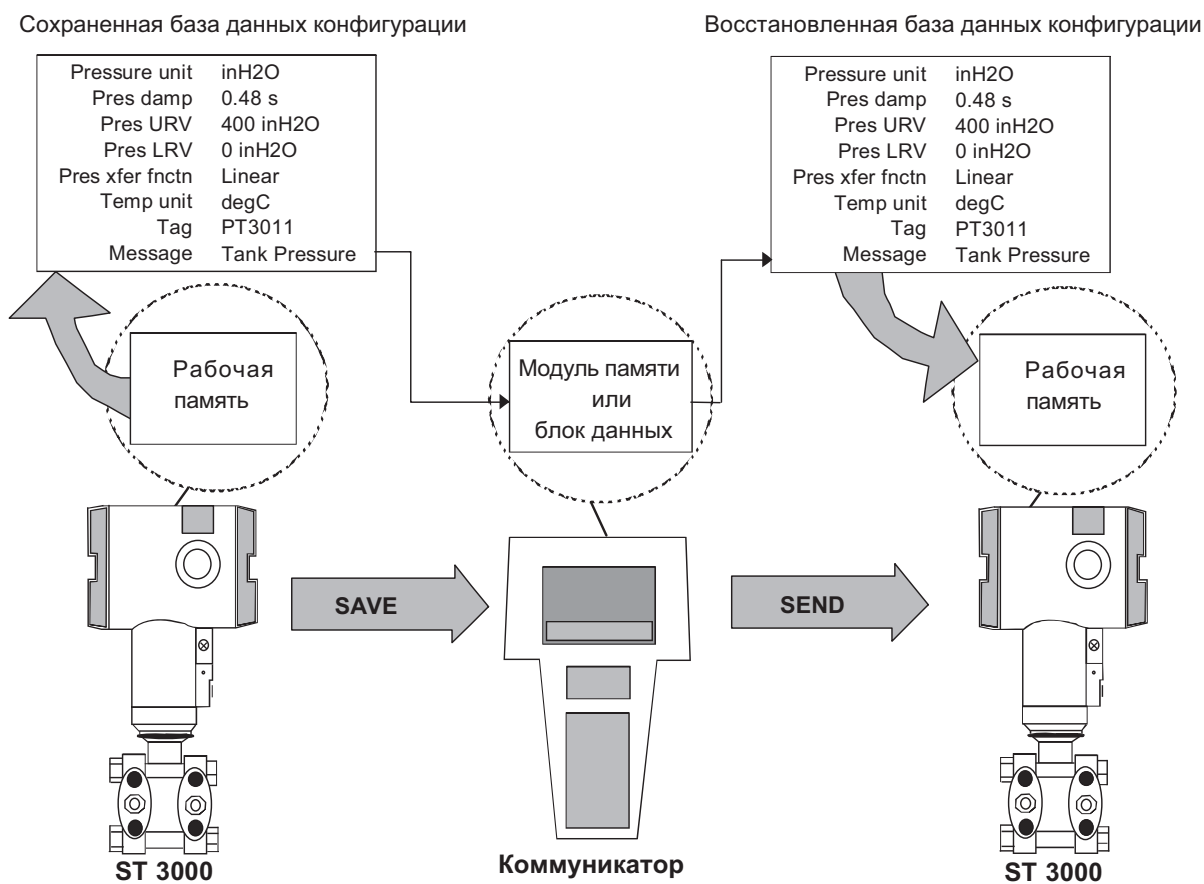 Сохраненная база данных конфигурации
Pressure unit inH2O
Pres damp 0.48 s
Pres URV 400 inH2O
Pres LRV 0 inH2O
Pres xfer fnctn Linear
Temp unit degC
Tag PT3011
Message Tank Pressure
Восстановленная база данных конфигурации
Pressure unit inH2O
Pres damp 0.48 s
Pres URV 400 inH2O
Pres LRV 0 inH2O
Pres xfer fnctn Linear
Temp unit degC
Tag PT3011
Message Tank Pressure
Рабочая
память
Модуль памяти
или
блок данных
Рабочая
память
SAVE
SEND
ST 3000
Коммуникатор
ST 3000